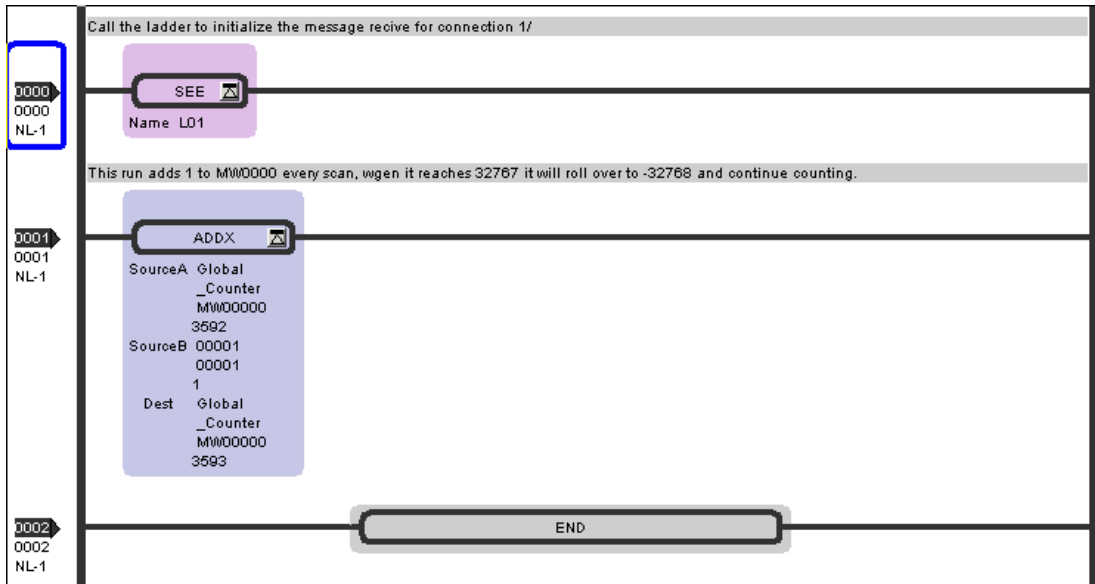 Call the ladder to initialize the message recive for connection 1/
0000
0000
NL-1
SEE
Name L01
This run adds 1 to MW0000 every scan, wgen it reaches 32767 it will roll over to -32768 and continue counting.
0001
0001
NL-1
ADDX
SourceA Global
_Counter
MW00000
3592
SourceB 00001
00001
1
Dest Global
_Counter
MW00000
3593
0002
0002
NL-1
END